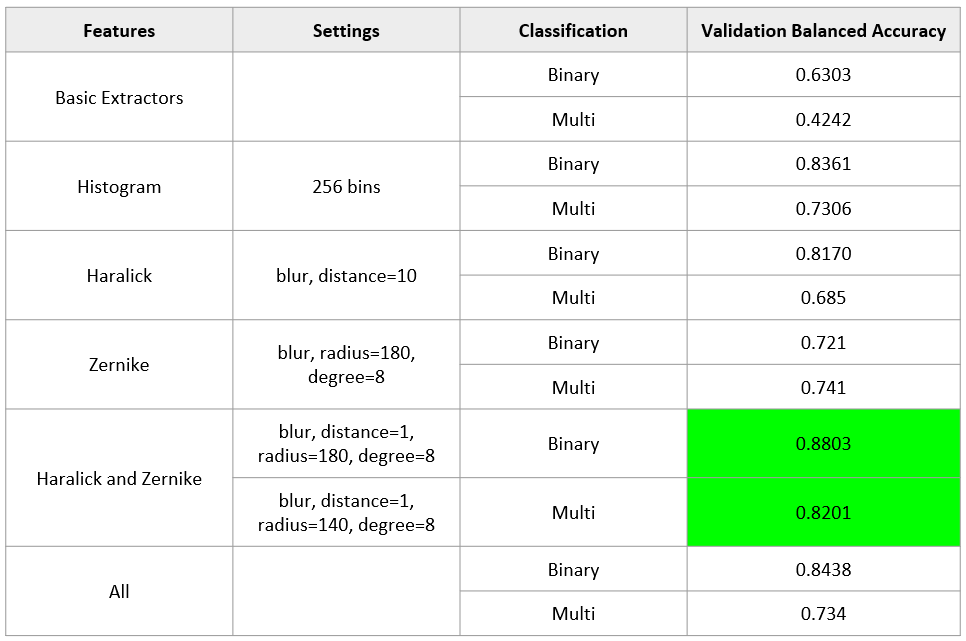 Features Settings Classification Validation Balanced Accuracy
Basic Extractors
Binary 0.6303
Multi 0.4242
Histogram
256 bins
Binary 0.8361
Multi 0.7306
Haralick
blur, distance=10
Binary 0.8170
Multi 0.685
Zernike
blur, radius=180,
degree=8
Binary 0.721
Multi 0.741
Haralick and Zernike
blur, distance=1,
radius=180, degree=8
Binary 0.8803
blur, distance=1,
radius=140, degree=8
Multi 0.8201
All
Binary 0.8438
Multi 0.734